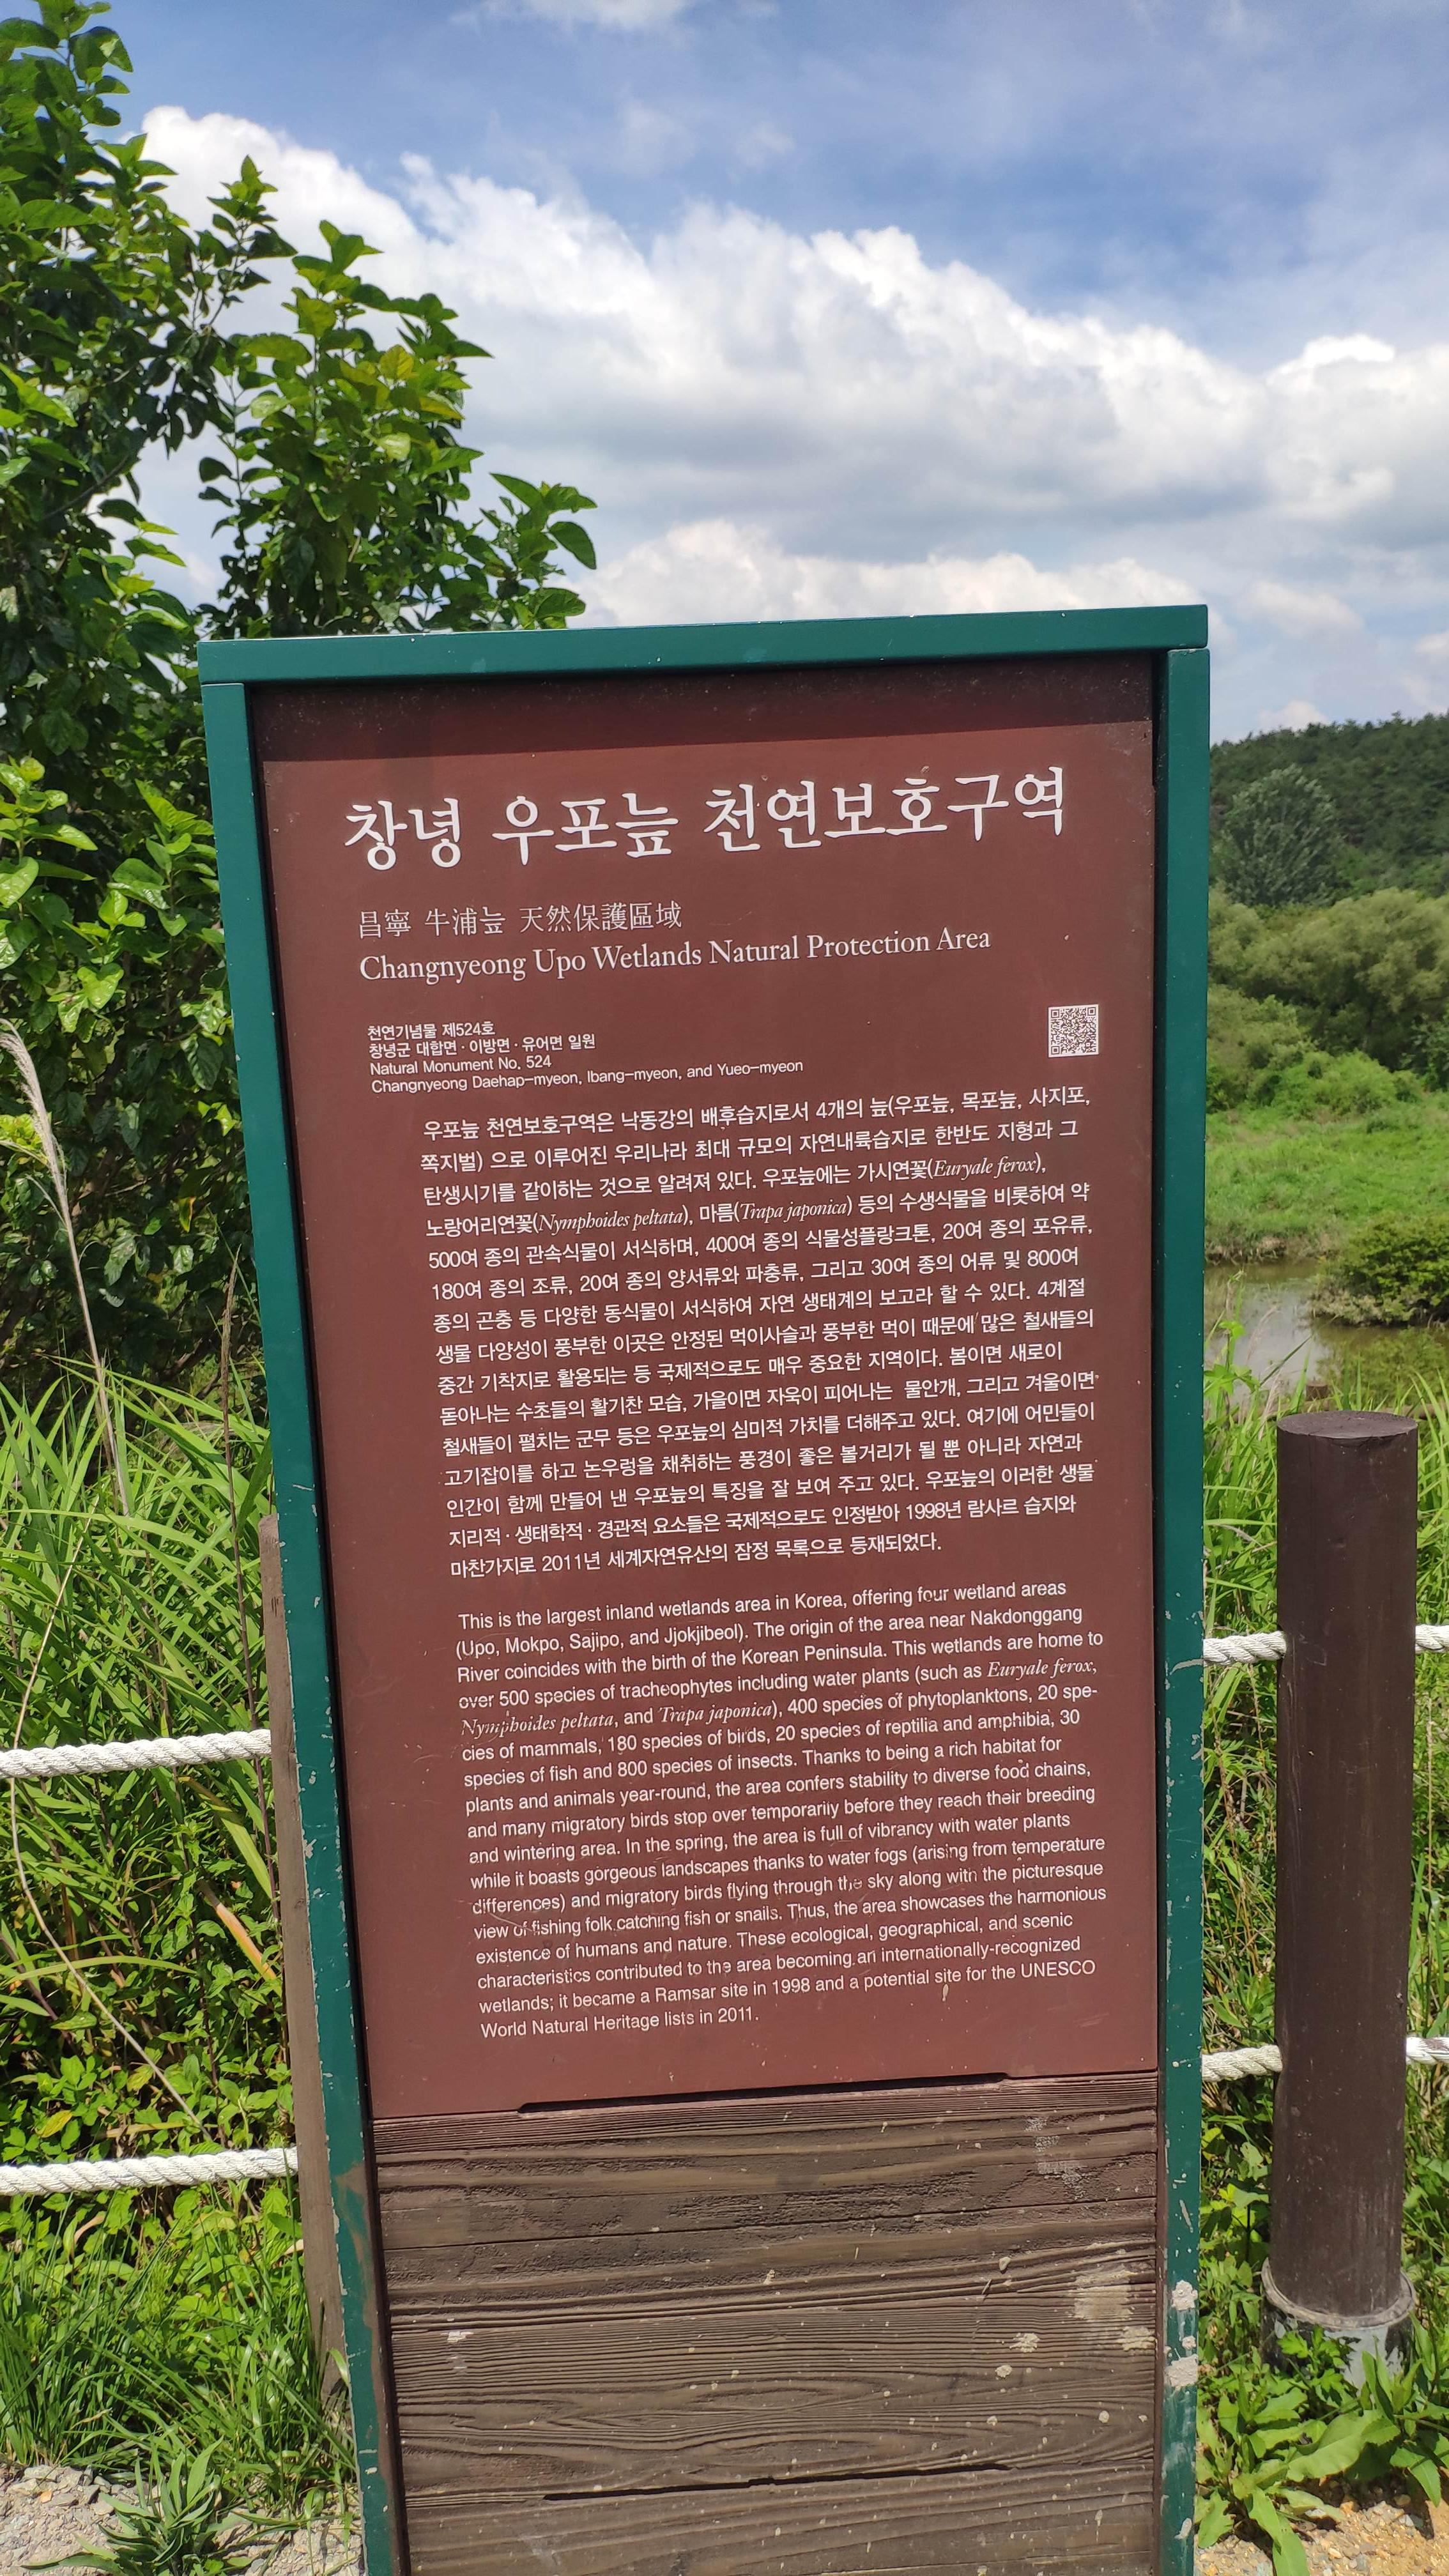 창녕 우포늪 천연보호구역
昌寧 牛浦늪 天然保護區域
Changnyeong Upo Wetlands Natural Protection Area
천연기념물 제524호
창녕군 대합면 · 이방면 · 유어면 일원
Natural Monument No. 524
Changnyeong Daehap-myeon, Ibang-myeon, and Yueo-myeon
우포늪 천연보호구역은 낙동강의 배후습지로서 4개의 늪(우포늪, 목포늪, 사지포,
쪽지벌) 으로 이루어진 우리나라 최대 규모의 자연내륙습지로 한반도 지형과 그
탄생시기를 같이하는 것으로 알려져 있다. 우포늪에는 가시연꽃(Euryale ferox),
노랑어리연꽃(Nymphoides peltata), 마름(Trapa japonica) 등의 수생식물을 비롯하여 약
500여 종의 관속식물이 서식하며, 400여 종의 식물성플랑크톤, 20여 종의 포유류,
180여 종의 조류, 20여 종의 양서류와 파충류, 그리고 30여 종의 어류 및 800여
종의 곤충 등 다양한 동식물이 서식하여 자연 생태계의 보고라 할 수 있다. 4계절
생물 다양성이 풍부한 이곳은 안정된 먹이사슬과 풍부한 먹이 때문에 많은 철새들의
중간 기착지로 활용되는 등 국제적으로도 매우 중요한 지역이다. 봄이면 새로이
돋아나는 수초들의 활기찬 모습, 가을이면 자욱이 피어나는 물안개, 그리고 겨울이면
철새들이 펼치는 군무 등은 우포늪의 심미적 가치를 더해주고 있다. 여기에 어민들이
고기잡이를 하고 논우렁을 채취하는 풍경이 좋은 볼거리가 될 뿐 아니라 자연과
인간이 함께 만들어 낸 우포늪의 특징을 잘 보여 주고 있다. 우포늪의 이러한 생물
지리적 · 생태학적 · 경관적 요소들은 국제적으로도 인정받아 1998년 람사르 습지와
마찬가지로 2011년 세계자연유산의 잠정 목록으로 등재되었다.
This is the largest inland wetlands area in Korea, offering four wetland areas
(Upo, Mokpo, Sajipo, and Jjokjibeol). The origin of the area near Nakdonggang
River coincides with the birth of the Korean Peninsula. This wetlands are home to
over 500 species of tracheophytes including water plants (such as Euryale ferox,
Nymphoides peltata, and Trapa japonica), 400 species of phytoplanktons, 20 spe-
cies of mammals, 180 species of birds, 20 species of reptilia and amphibia, 30
species of fish and 800 species of insects. Thanks to being a rich habitat for
plants and animals year-round, the area confers stability to diverse food chains,
and many migratory birds stop over temporarily before they reach their breeding
and wintering area. In the spring, the area is full of vibrancy with water plants
while it boasts gorgeous landscapes thanks to water fogs (arising from temperature
differences) and migratory birds flying through the sky along with the picturesque
view of fishing folk catching fish or snails. Thus, the area showcases the harmonious
existence of humans and nature. These ecological, geographical, and scenic
characteristics contributed to the area becoming an internationally-recognized
wetlands; it became a Ramsar site in 1998 and a potential site for the UNESCO
World Natural Heritage lists in 2011.